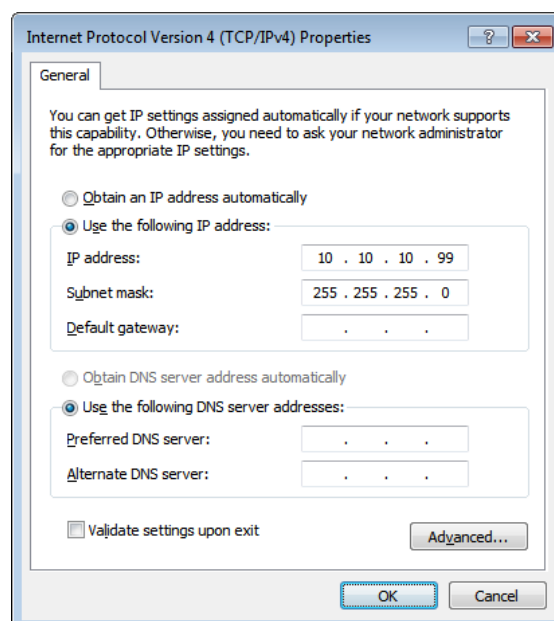 Internet Protocol Version 4 (TCP/IPv4) Properties
General
You can get IP settings assigned automatically if your network supports
this capability. Otherwise, you need to ask your network administrator
for the appropriate IP settings.
Obtain an IP address automatically
Use the following IP address:
IP address: 10 . 10 . 10 . 99
Subnet mask: 255 . 255 . 255 . 0
Default gateway: . . .
Obtain DNS server address automatically
Use the following DNS server addresses:
Preferred DNS server: . . .
Alternate DNS server: . . .
Validate settings upon exit
Advanced...
OK Cancel